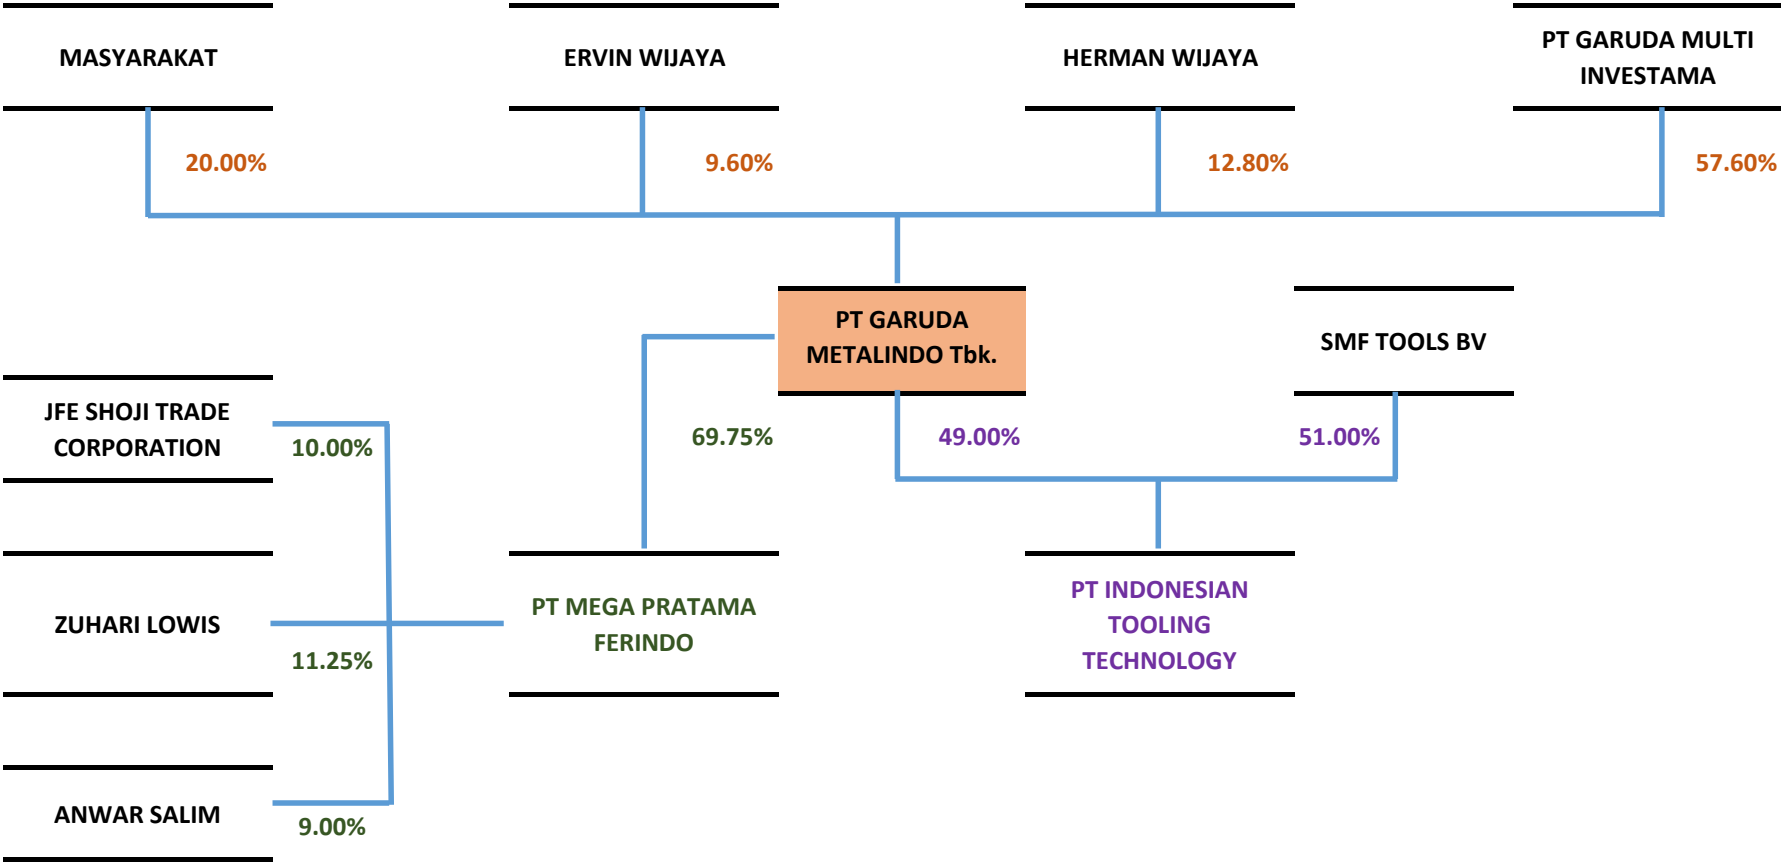 MASYARAKAT
ERVIN WIJAYA
HERMAN WIJAYA
PT GARUDA MULTI
INVESTAMA
20.00%
9.60%
12.80%
57.60%
PT GARUDA
METALINDO Tbk.
SMF TOOLS BV
JFE SHOJI TRADE
CORPORATION
10.00%
69.75%
49.00%
51.00%
ZUHARI LOWIS
11.25%
PT MEGA PRATAMA
FERINDO
PT INDONESIAN
TOOLING
TECHNOLOGY
ANWAR SALIM
9.00%